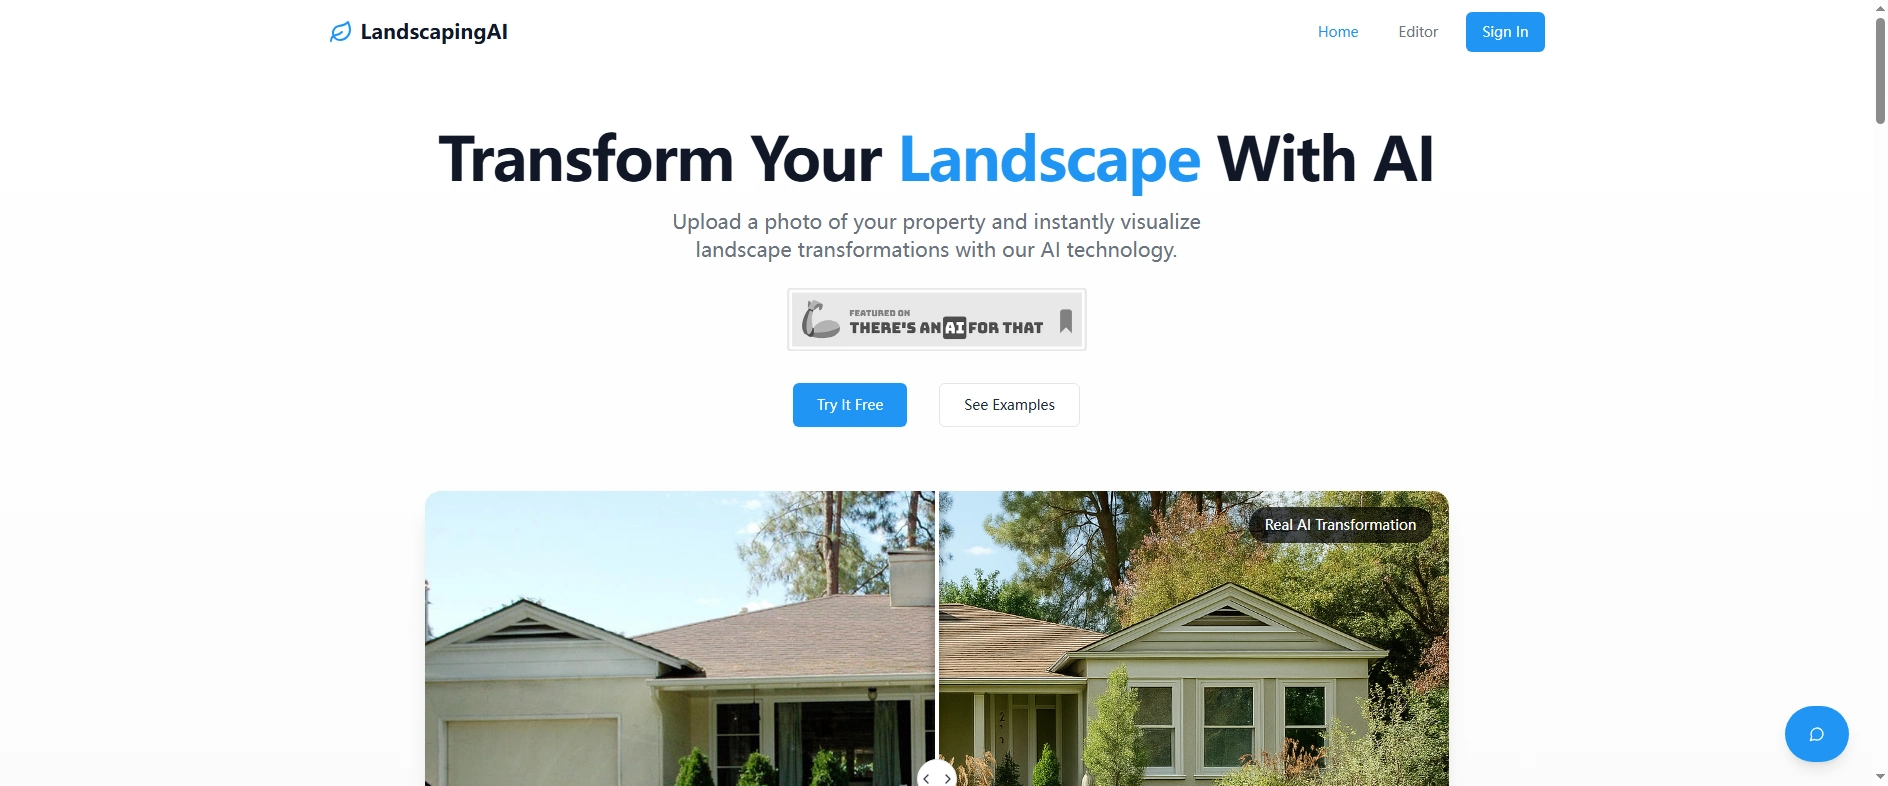 LandscapingAI
Home
Editor
Sign In
Transform Your Landscape With AI
Upload a photo of your property and instantly visualize
landscape transformations with our AI technology.
FEATURED ON
THERE'S AN AI FOR THAT
Try It Free
See Examples
Real AI Transformation